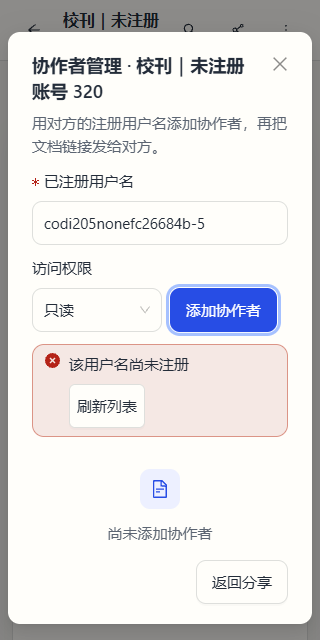 校刊｜未注册
协作者管理 · 校刊｜未注册
账号 320
用对方的注册用户名添加协作者，再把
文档链接发给对方。
* 已注册用户名
codi205nonefc26684b-5
访问权限
只读
添加协作者
该用户名尚未注册
刷新列表
尚未添加协作者
返回分享